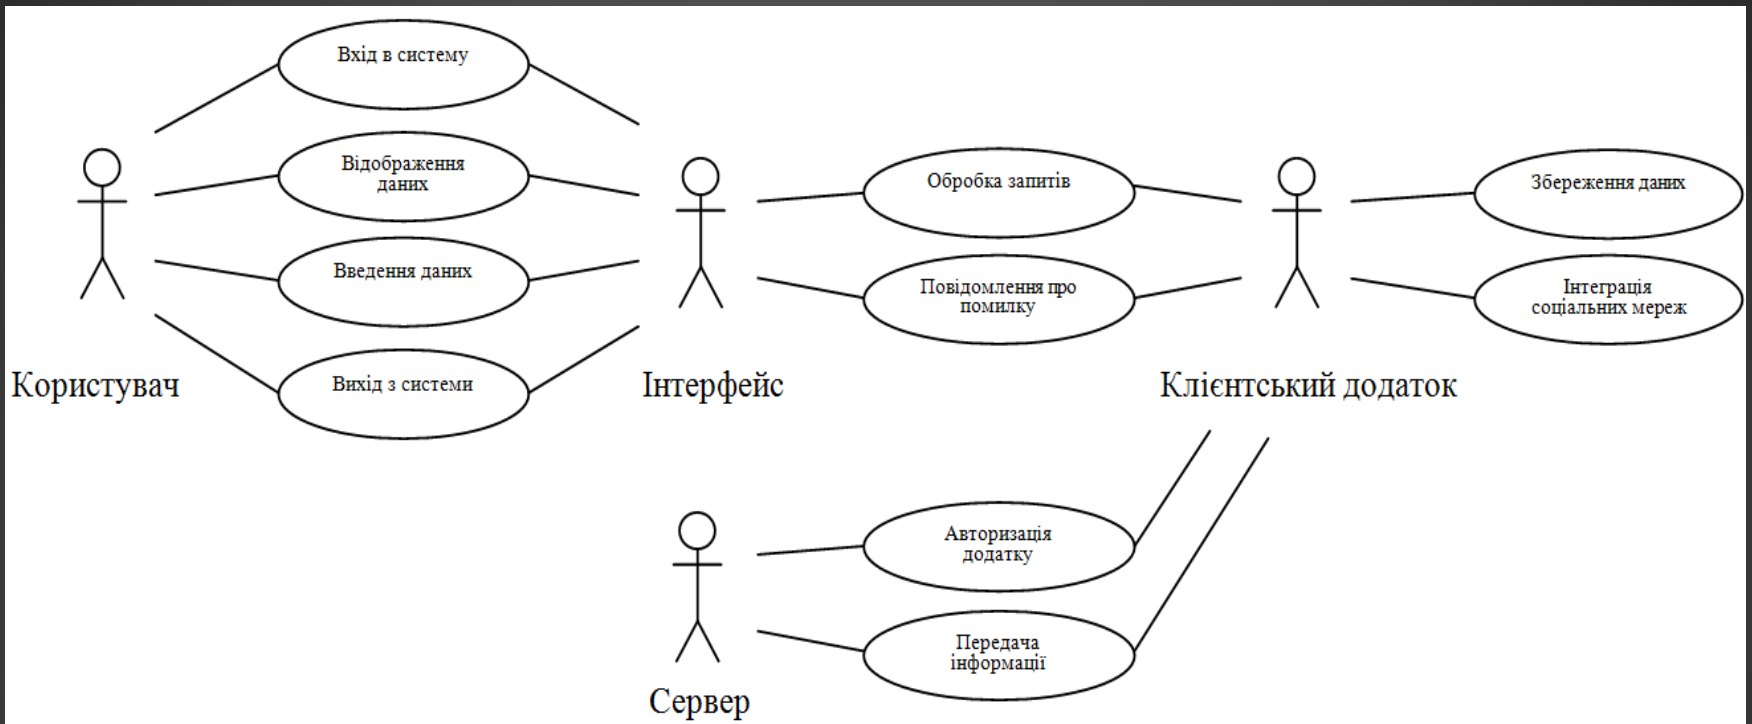 Вхід в систему
Відображення
даних
Введення даних
Вихід з системи
Користувач
Інтерфейс
Обробка запитів
Повідомлення про
помилку
Клієнтський додаток
Збереження даних
Інтеграція
соціальних мереж
Авторизація
додатку
Передача
інформації
Сервер